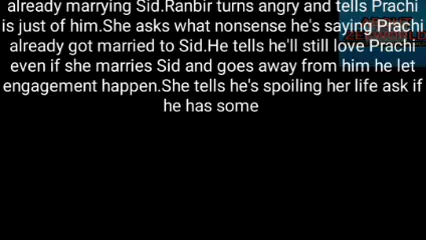 already marrying Sid.Ranbir turns angry and tells Prachi
is just of him.She asks what nonsense he's saying Prachi
already got married to Sid.He tells he'll still love Prachi
even if she marries Sid and goes away from him he let
engagement happen.She tells he's spoiling her life ask if
he has some